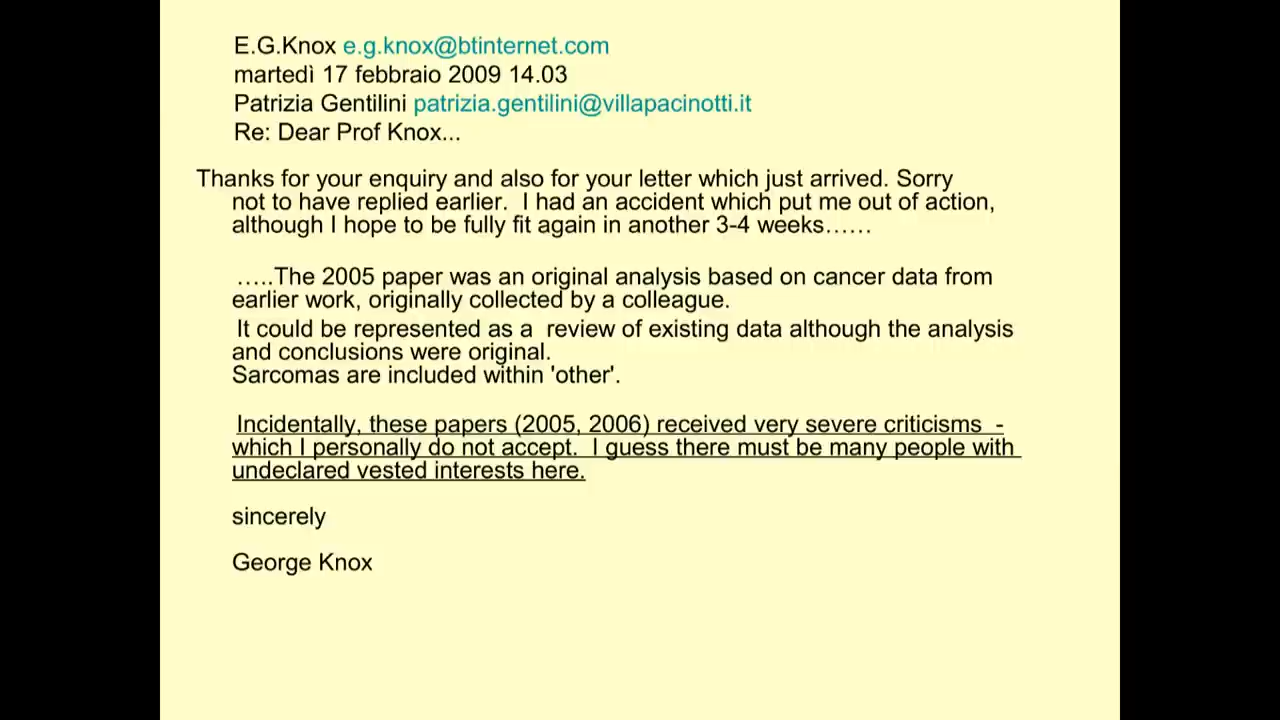 E.G.Knox e.g.knox@btinternet.com
martedì 17 febbraio 2009 14.03
Patrizia Gentilini patrizia.gentilini@villapacinotti.it
Re: Dear Prof Knox...
Thanks for your enquiry and also for your letter which just arrived. Sorry
not to have replied earlier.  I had an accident which put me out of action,
although I hope to be fully fit again in another 3-4 weeks……
…..The 2005 paper was an original analysis based on cancer data from
earlier work, originally collected by a colleague.
It could be represented as a  review of existing data although the analysis
and conclusions were original.
Sarcomas are included within 'other'.
Incidentally, these papers (2005, 2006) received very severe criticisms  -
which I personally do not accept.  I guess there must be many people with
undeclared vested interests here.
sincerely
George Knox